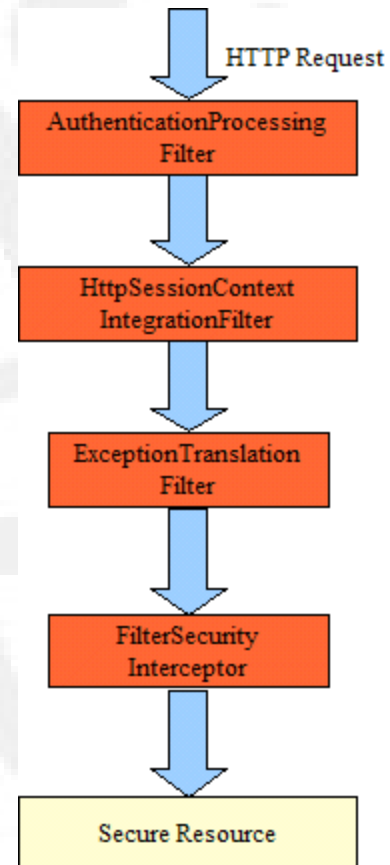 HTTP Request
AuthenticationProcessing
Filter
HttpSessionContext
IntegrationFilter
ExceptionTranslation
Filter
FilterSecurity
Interceptor
Secure Resource